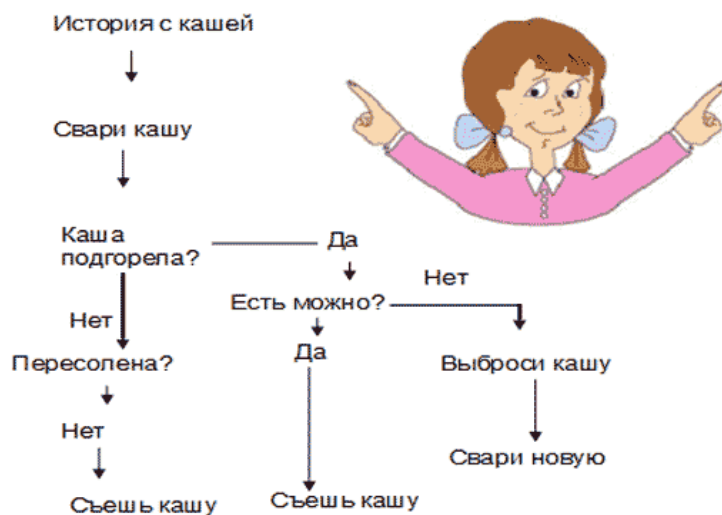 История с кашей
Свари кашу
Каша
подгорела?
Да
Нет
Есть можно?
Нет
Да
Пересолена?
Выброси кашу
Нет
Свари новую
Съешь кашу
Съешь кашу